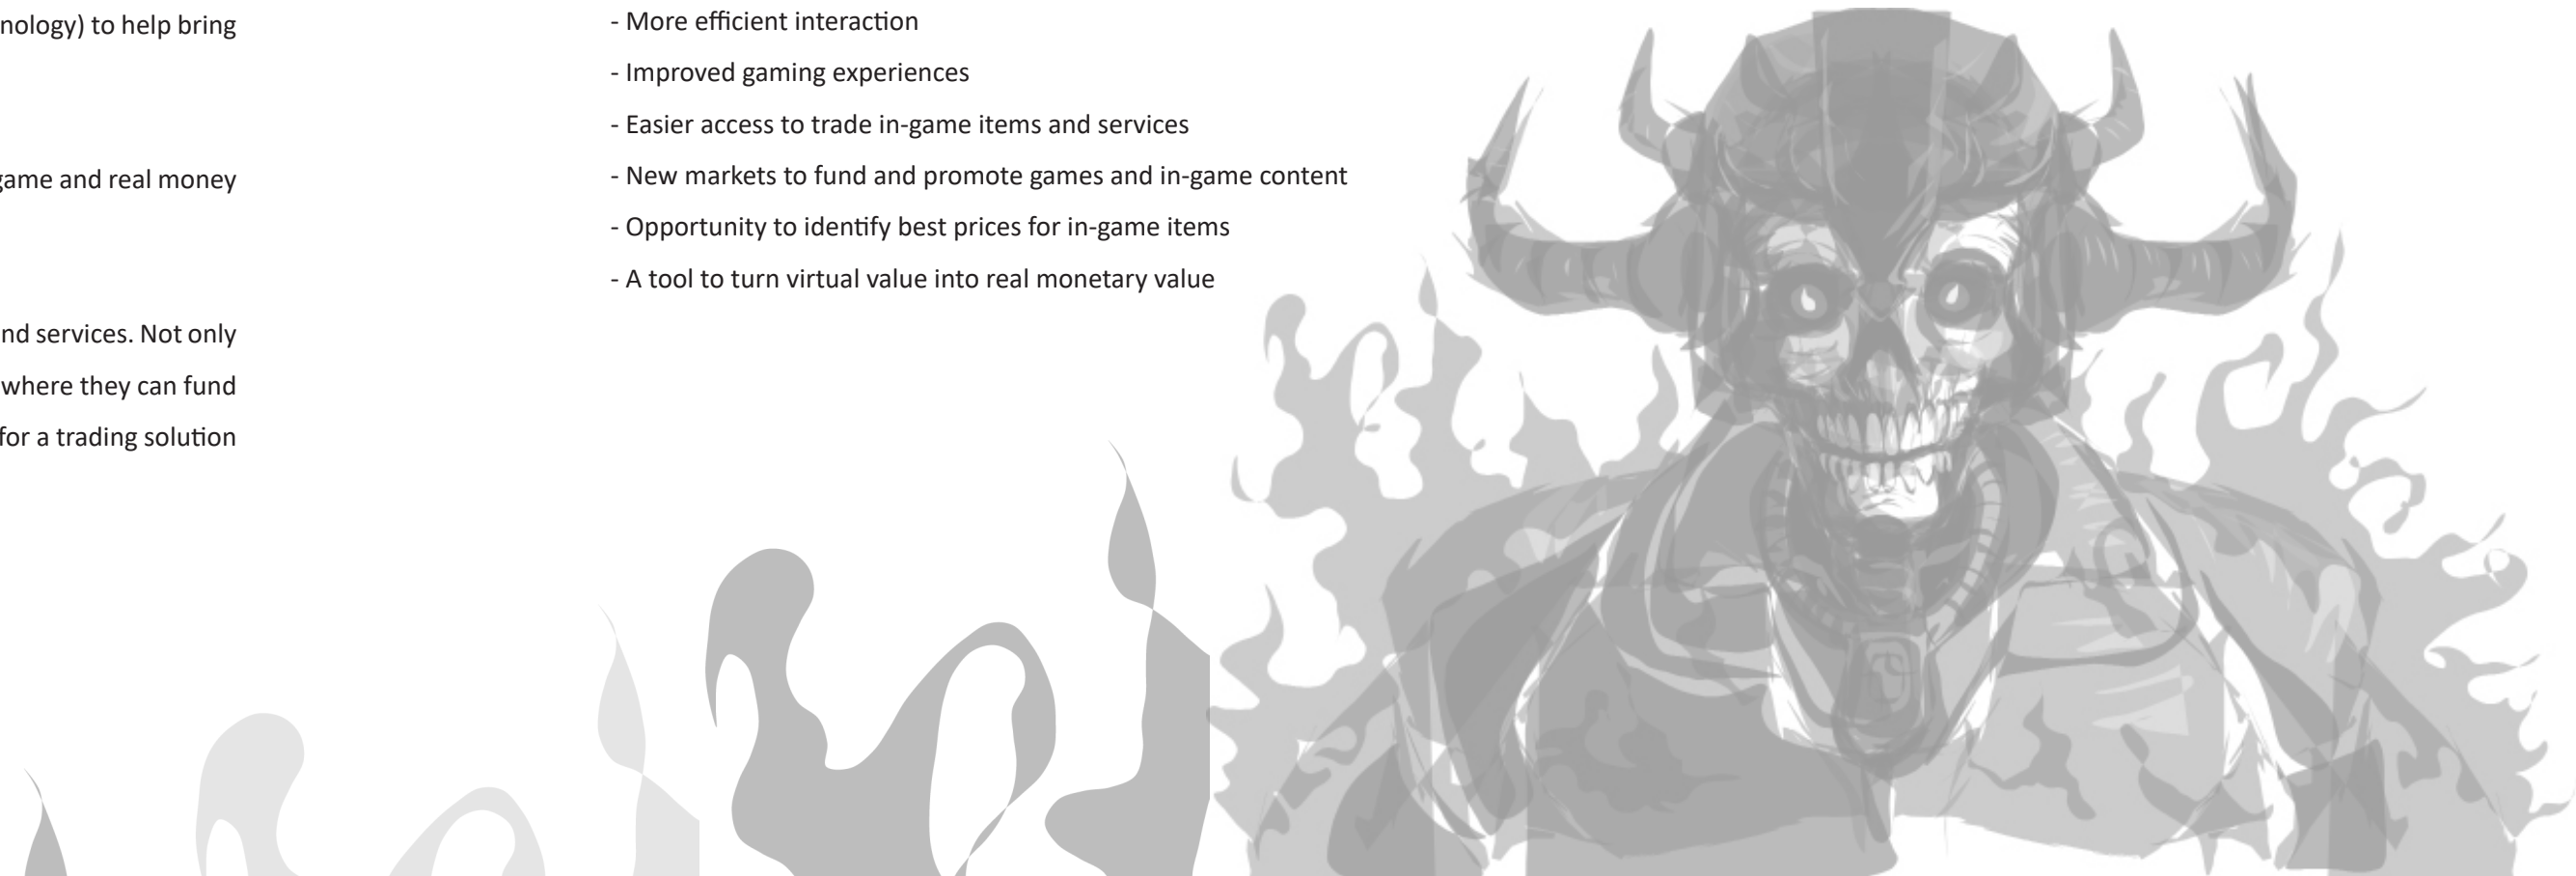 nology) to help bring
game and real money
nd services. Not only
where they can fund
for a trading solution
- More efficient interaction
- Improved gaming experiences
- Easier access to trade in-game items and services
- New markets to fund and promote games and in-game content
- Opportunity to identify best prices for in-game items
- A tool to turn virtual value into real monetary value